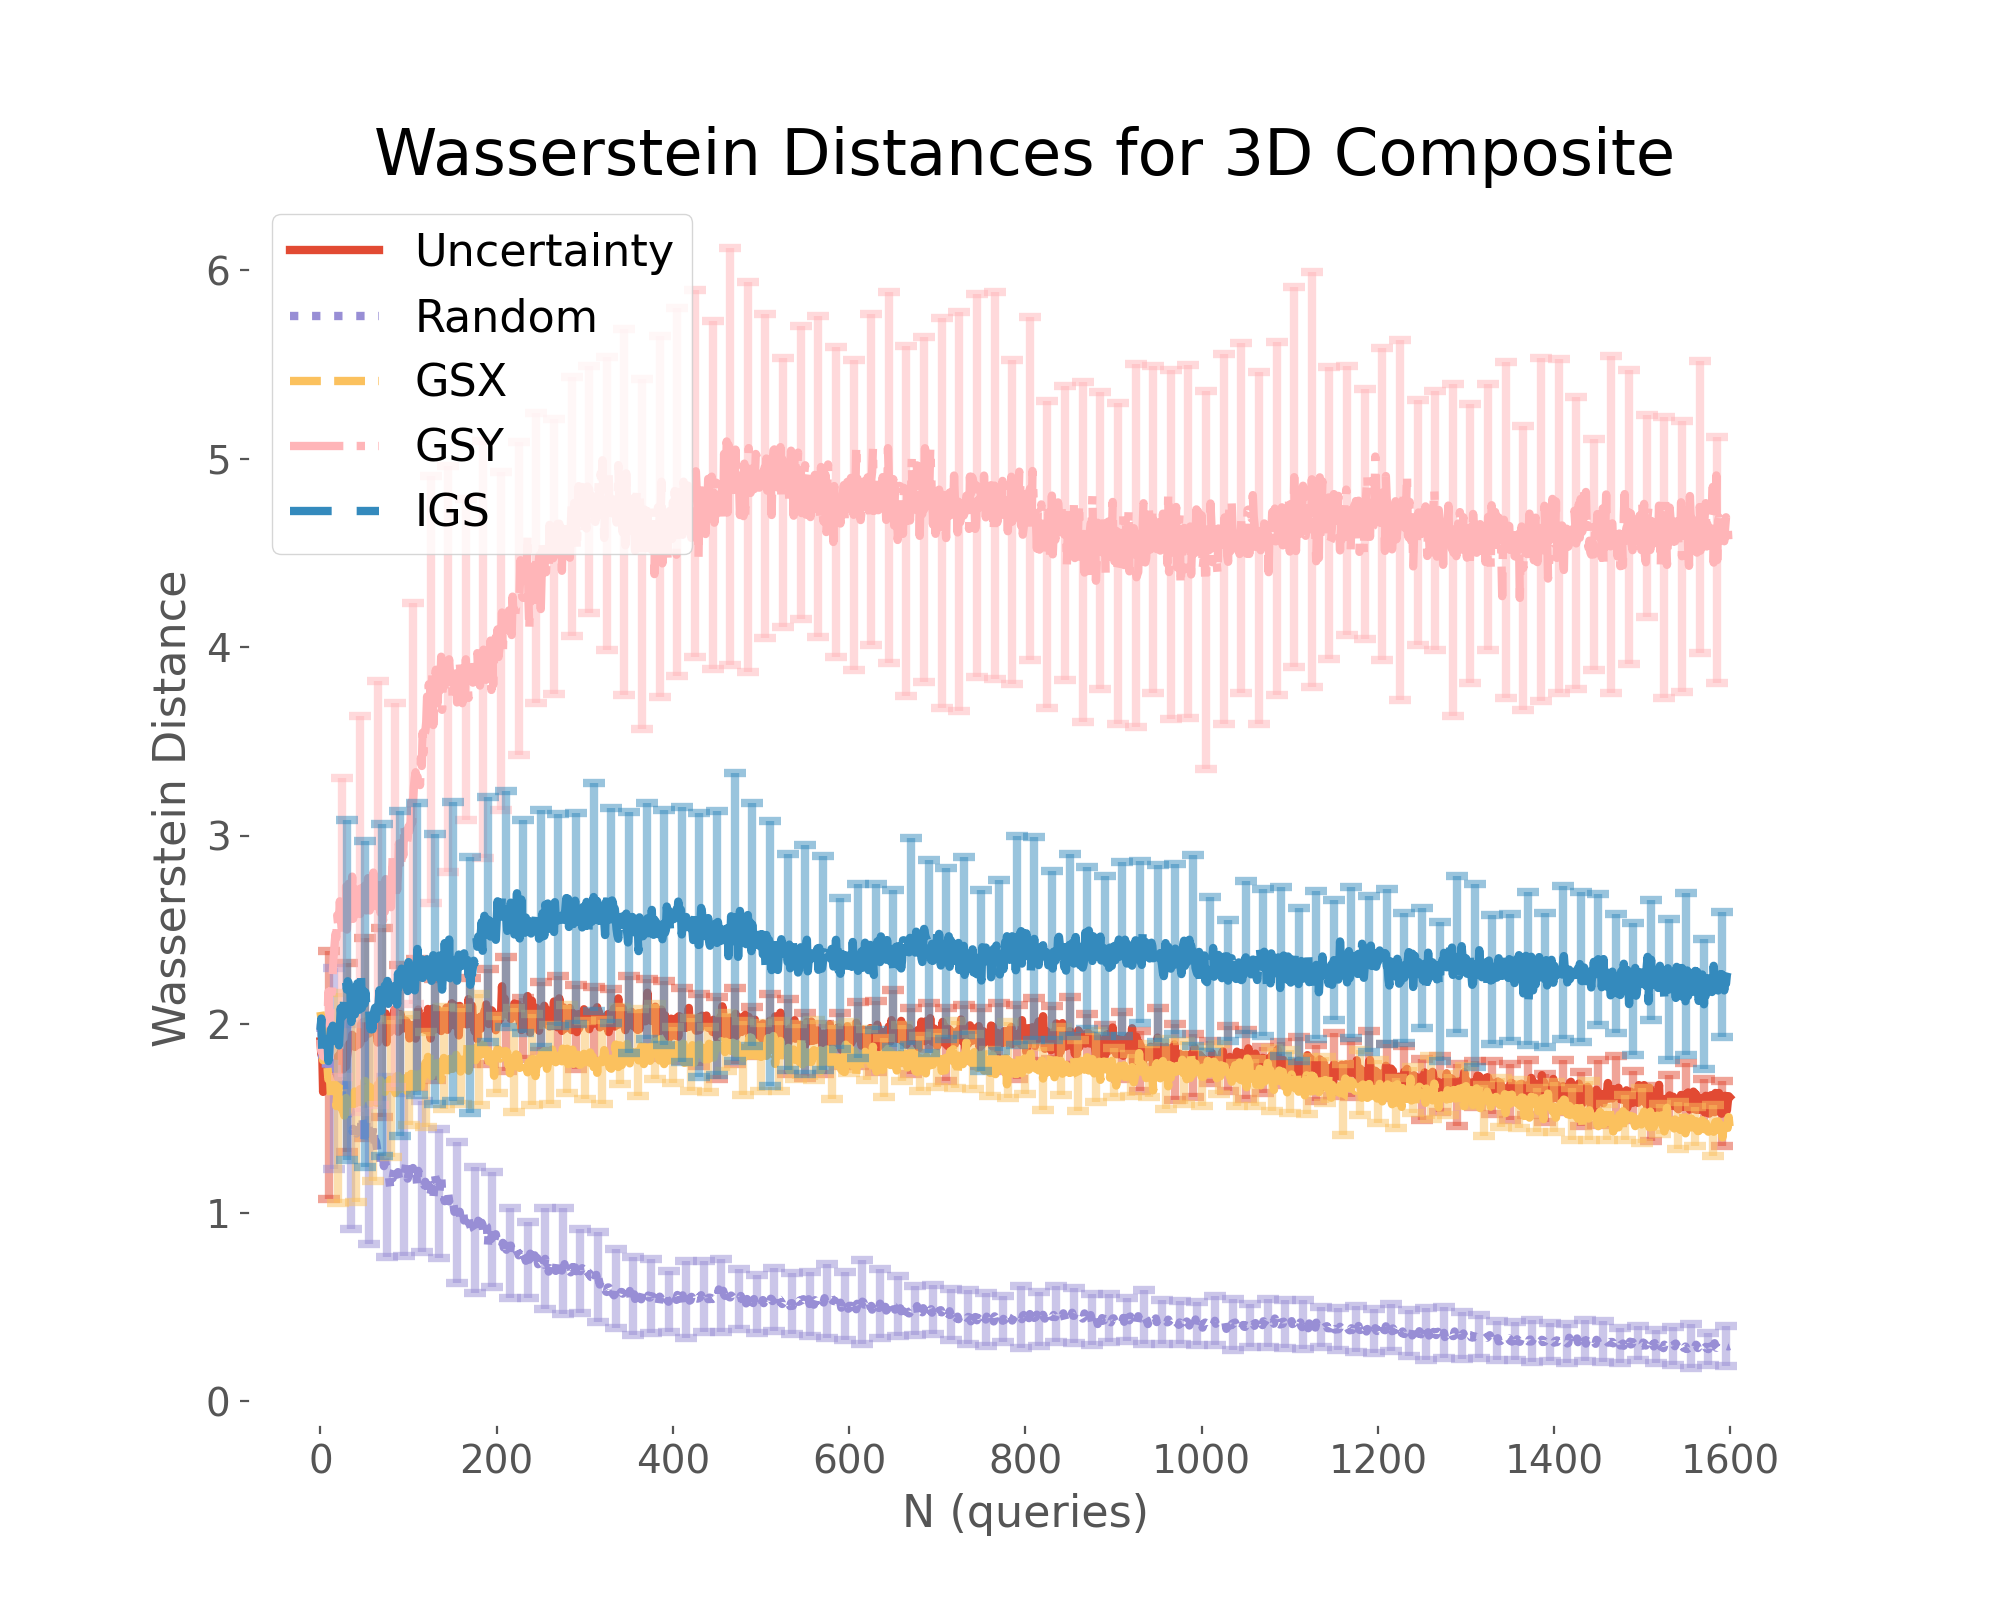 Wasserstein Distances for 3D Composite
Uncertainty
Random
GSX
GSY
IGS
Wasserstein Distance
6
5
4
3
2
1
0
0 200 400 600 800 1000 1200 1400 1600
N (queries)